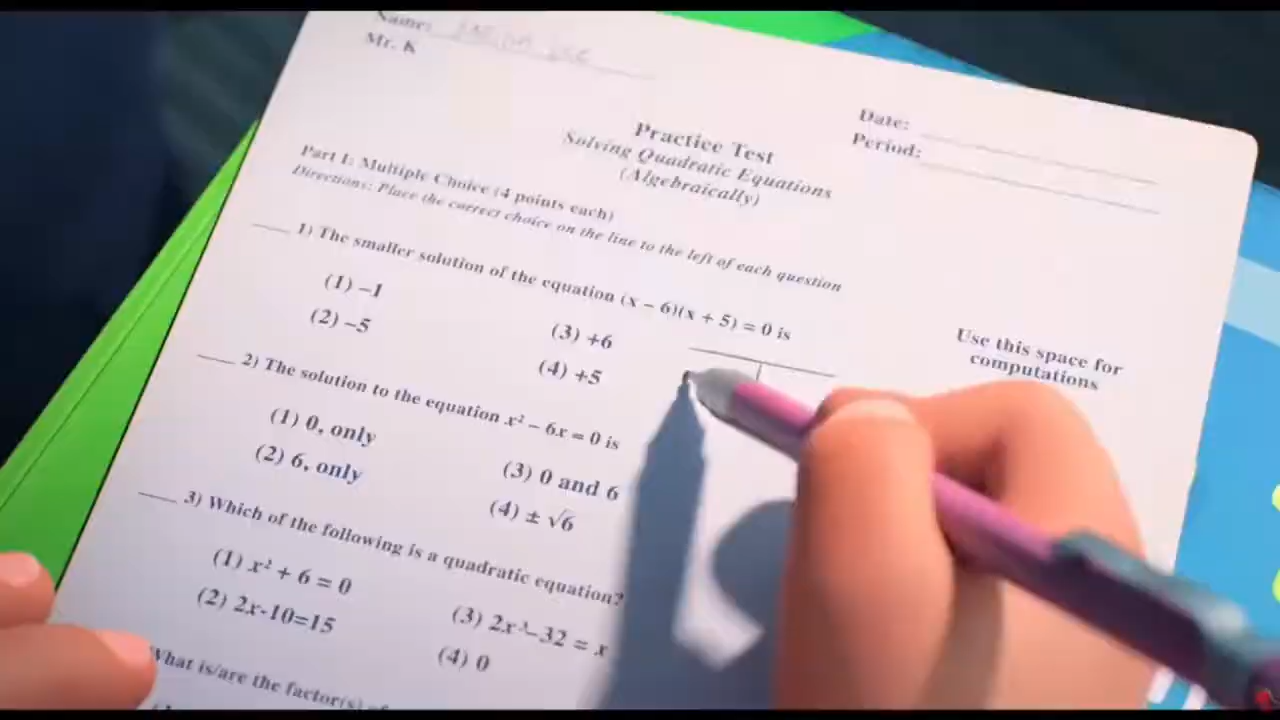 Name:
Mr. K
Date:
Period:
Practice Test
Solving Quadratic Equations
(Algebraically)
Part I: Multiple Choice (4 points each)
Directions: Place the correct choice on the line to the left of each question
1) The smaller solution of the equation (x – 6)(x + 5) = 0 is
(1) –1
(2) –5
(3) +6
(4) +5
Use this space for
computations
2) The solution to the equation x² – 6x = 0 is
(1) 0, only
(2) 6, only
(3) 0 and 6
(4) ± √6
3) Which of the following is a quadratic equation?
(1) x² + 6 = 0
(2) 2x-10=15
(3) 2x³–32 = x
(4) 0
What is/are the factor(s)